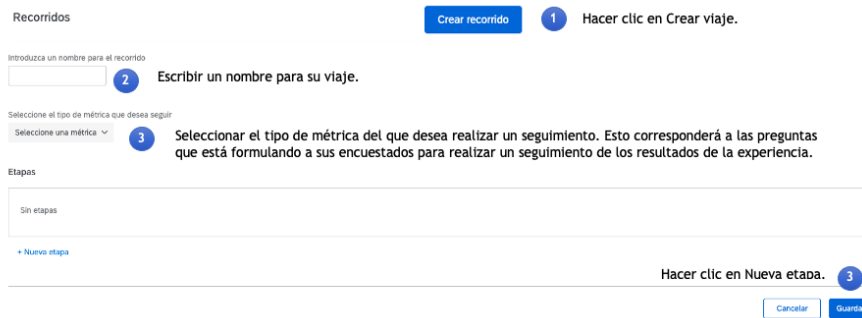 Recorridos
Crear recorrido
1
Hacer clic en Crear viaje.
Introduzca un nombre para el recorrido
2
Escribir un nombre para su viaje.
Seleccione el tipo de métrica que desea seguir
Seleccione una métrica
3
Seleccionar el tipo de métrica del que desea realizar un seguimiento. Esto corresponderá a las preguntas
que está formulando a sus encuestados para realizar un seguimiento de los resultados de la experiencia.
Etapas
Sin etapas
+ Nueva etapa
Hacer clic en Nueva etapa.
3
Cancelar
Guarda